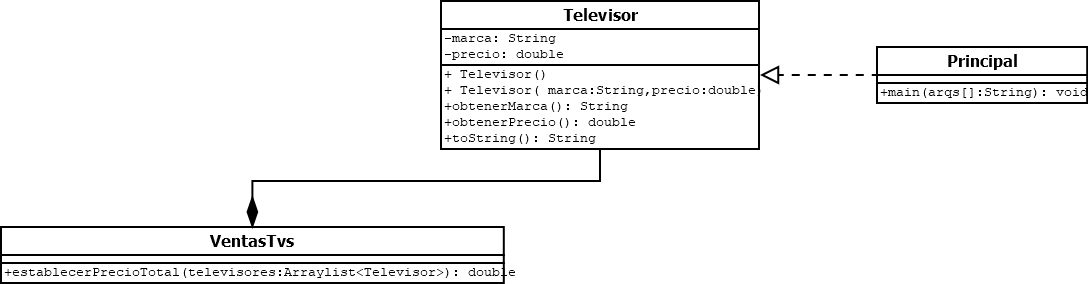 Televisor
-marca: String
-precio: double
+ Televisor()
+ Televisor( marca:String,precio:double
+obtenerMarca(): String
+obtenerPrecio(): double
+toString(): String
Principal
+main(arqs[]:String): void
VentasTvs
+establecerPrecioTotal(televisores:Arraylist<Televisor>): double